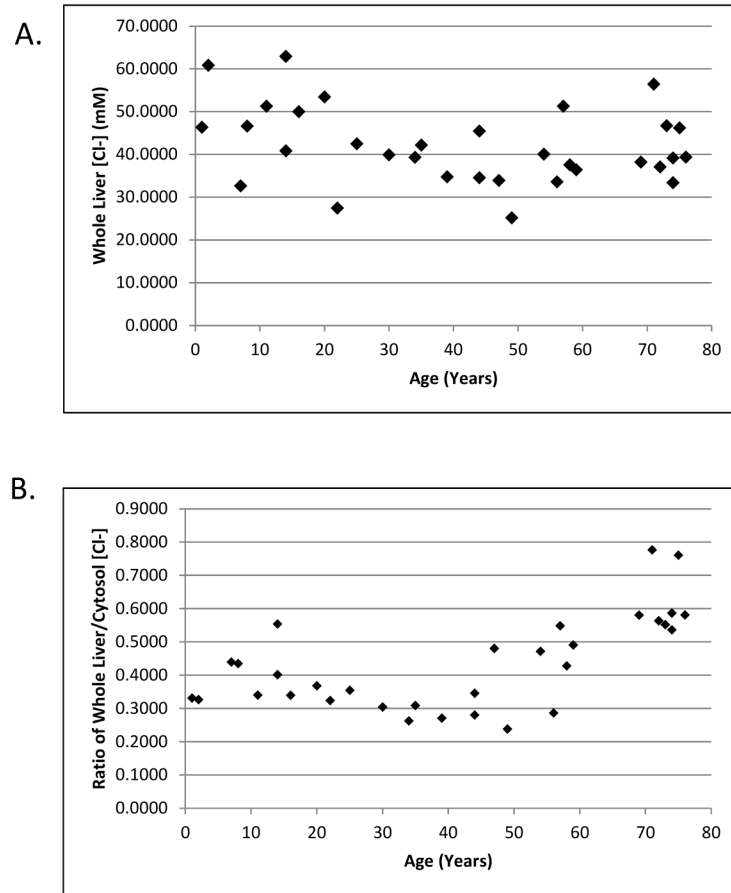 A.
Whole Liver [Cl-] (mM)
70.0000
60.0000
50.0000
40.0000
30.0000
20.0000
10.0000
0.0000
0 10 20 30 40 50 60 70 80
Age (Years)
B.
Ratio of Whole Liver/Cytosol [Cl-]
0.9000
0.8000
0.7000
0.6000
0.5000
0.4000
0.3000
0.2000
0.1000
0.0000
0 10 20 30 40 50 60 70 80
Age (Years)